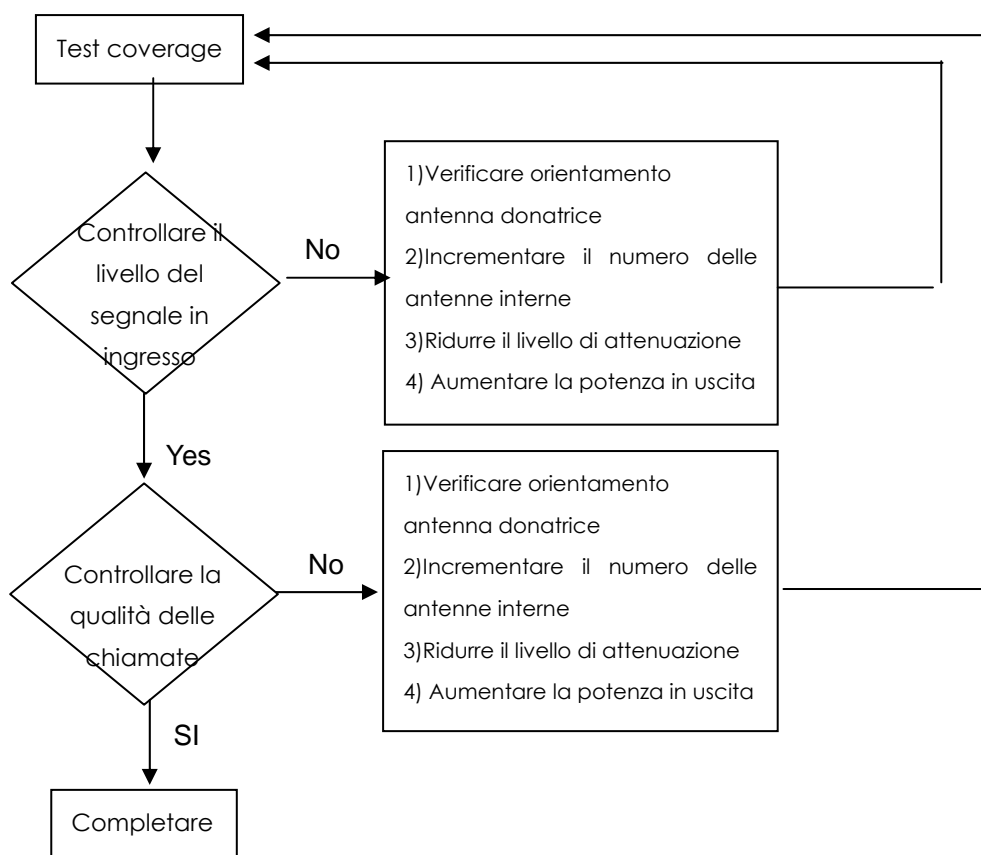 Test coverage
Controllare il
livello del
segnale in
ingresso
No
1)Verificare orientamento
antenna donatrice
2)Incrementare il numero delle
antenne interne
3)Ridurre il livello di attenuazione
4) Aumentare la potenza in uscita
Yes
Controllare la
qualità delle
chiamate
No
1)Verificare orientamento
antenna donatrice
2)Incrementare il numero delle
antenne interne
3)Ridurre il livello di attenuazione
4) Aumentare la potenza in uscita
SI
Completare